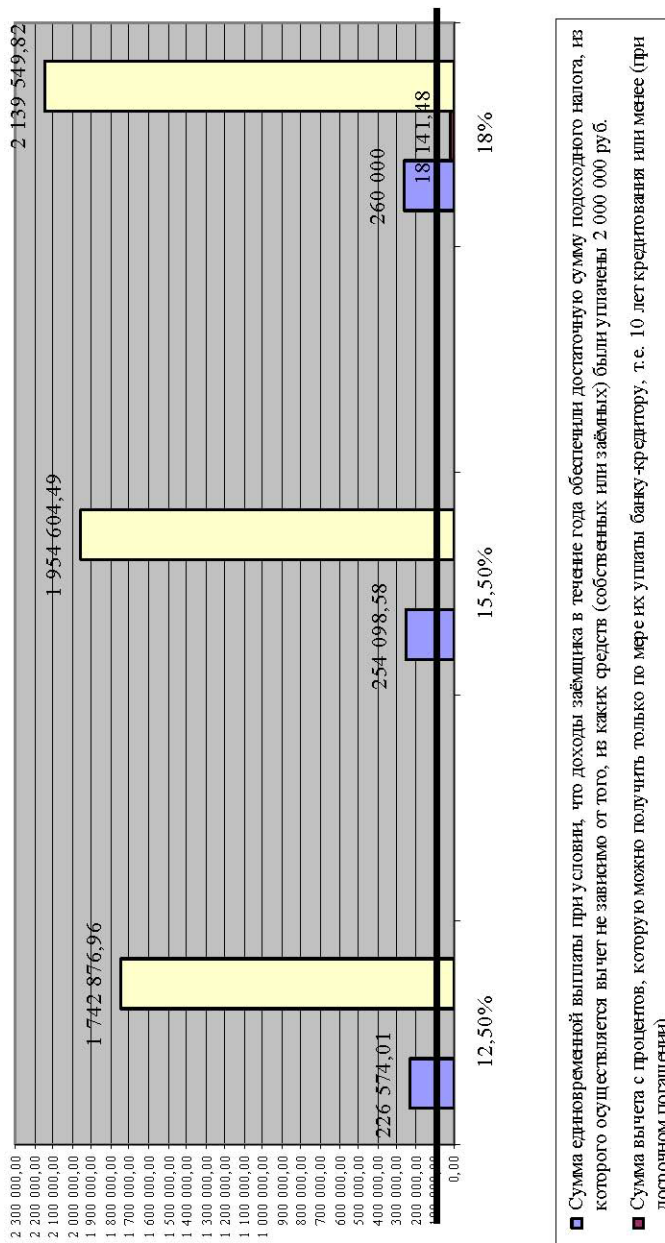 2 300 000,00
2 200 000,00
2 100 000,00
2 000 000,00
1 900 000,00
1 800 000,00
1 700 000,00
1 600 000,00
1 500 000,00
1 400 000,00
1 300 000,00
1 200 000,00
1 100 000,00
1 000 000,00
900 000,00
800 000,00
700 000,00
600 000,00
500 000,00
400 000,00
300 000,00
200 000,00
100 000,00
0,00
1 742 876,96
226 574,01
1 954 604,49
254 098,58
2 139 549,82
260 000
18 141,48
12,50%
15,50%
18%
Сумма единовременной выплаты при условии, что доходы заёмщика в течение года обеспечили достаточную сумму подоходного налога, из
которого осуществляется вычет не зависимо от того, из каких средств (собственных или заёмных) были уплачены 2 000 000 руб.
Сумма вычета с процентов, которую можно получить только по мере их уплаты банку-кредитору, т.е. 10 лет кредитования или менее (при
досрочном погашении)